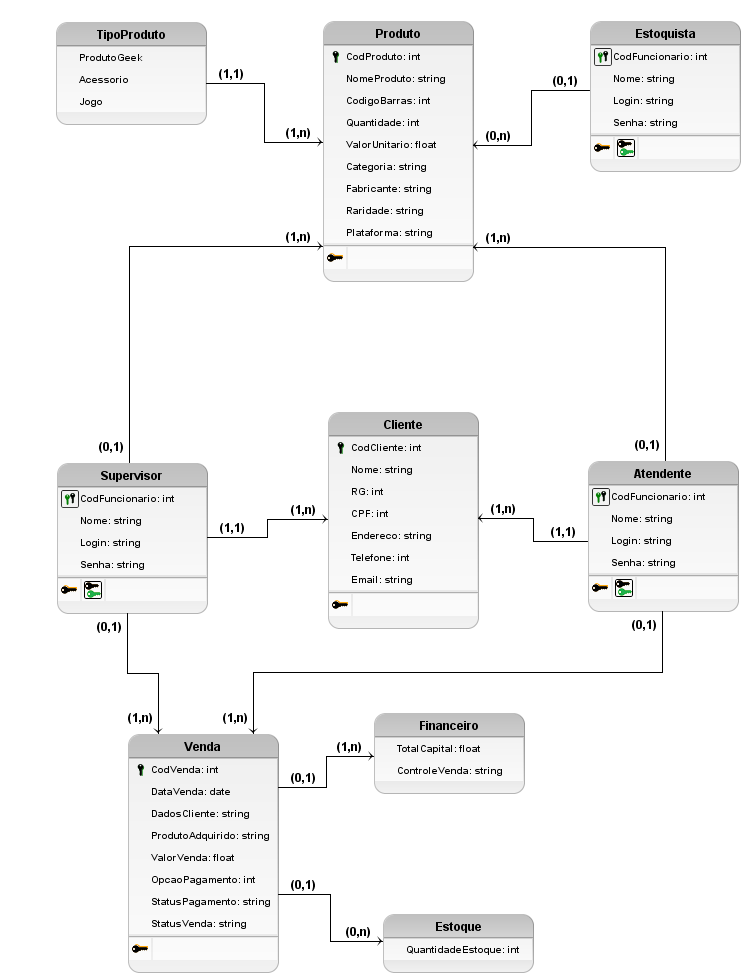 TipoProduto
ProdutoGeek
Acessorio
Jogo
(1,1)
(1,n)
Produto
CodProduto: int
NomeProduto: string
CodigoBarras: int
Quantidade: int
ValorUnitario: float
Categoria: string
Fabricante: string
Raridade: string
Plataforma: string
Estoquista
CodFuncionario: int
Nome: string
Login: string
Senha: string
(0,1)
(0,n)
(1,n)
(1,n)
(0,1)
(0,1)
Supervisor
CodFuncionario: int
Nome: string
Login: string
Senha: string
(1,1)
(1,n)
Cliente
CodCliente: int
Nome: string
RG: int
CPF: int
Endereco: string
Telefone: int
Email: string
(1,n)
(1,1)
Atendente
CodFuncionario: int
Nome: string
Login: string
Senha: string
(0,1)
(0,1)
(1,n)
(1,n)
Venda
CodVenda: int
DataVenda: date
DadosCliente: string
ProdutoAdquirido: string
ValorVenda: float
OpcaoPagamento: int
StatusPagamento: string
StatusVenda: string
(0,1)
(1,n)
Financeiro
TotalCapital: float
ControleVenda: string
(0,1)
(0,n)
Estoque
QuantidadeEstoque: int